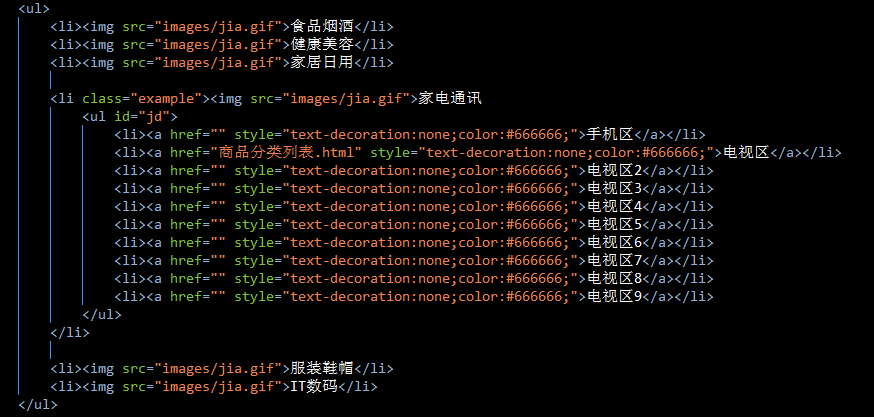 <ul>
<li><img src="images/jia.gif">食品烟酒</li>
<li><img src="images/jia.gif">健康美容</li>
<li><img src="images/jia.gif">家居日用</li>
<li class="example"><img src="images/jia.gif">家电通讯
<ul id="jd">
<li><a href="" style="text-decoration:none;color:#666666;">手机区</a></li>
<li><a href="商品分类列表.html" style="text-decoration:none;color:#666666;">电视区</a></li>
<li><a href="" style="text-decoration:none;color:#666666;">电视区2</a></li>
<li><a href="" style="text-decoration:none;color:#666666;">电视区3</a></li>
<li><a href="" style="text-decoration:none;color:#666666;">电视区4</a></li>
<li><a href="" style="text-decoration:none;color:#666666;">电视区5</a></li>
<li><a href="" style="text-decoration:none;color:#666666;">电视区6</a></li>
<li><a href="" style="text-decoration:none;color:#666666;">电视区7</a></li>
<li><a href="" style="text-decoration:none;color:#666666;">电视区8</a></li>
<li><a href="" style="text-decoration:none;color:#666666;">电视区9</a></li>
</ul>
</li>
<li><img src="images/jia.gif">服装鞋帽</li>
<li><img src="images/jia.gif">IT数码</li>
</ul>